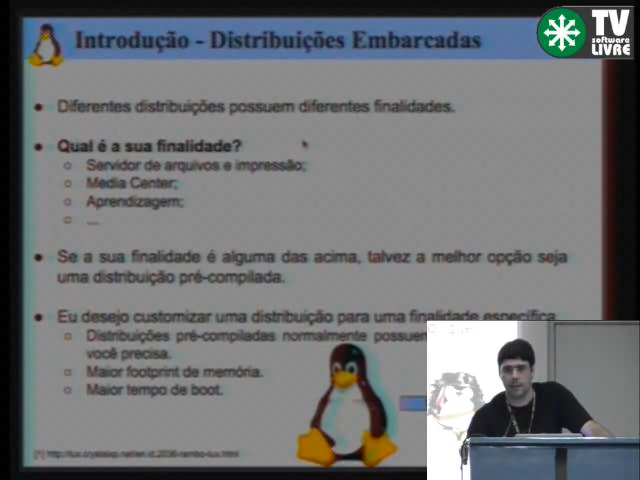 Introdução - Distribuições Embarcadas
TV
software
LIVRE
Diferentes distribuições possuem diferentes finalidades.
Qual é a sua finalidade?
Servidor de arquivos e impressão;
Media Center;
Aprendizagem;
...
Se a sua finalidade é alguma das acima, talvez a melhor opção seja
uma distribuição pré-compilada.
Eu desejo customizar uma distribuição para uma finalidade específica
Distribuições pré-compiladas normalmente possuem
você precisa.
Maior footprint de memória.
Maior tempo de boot.